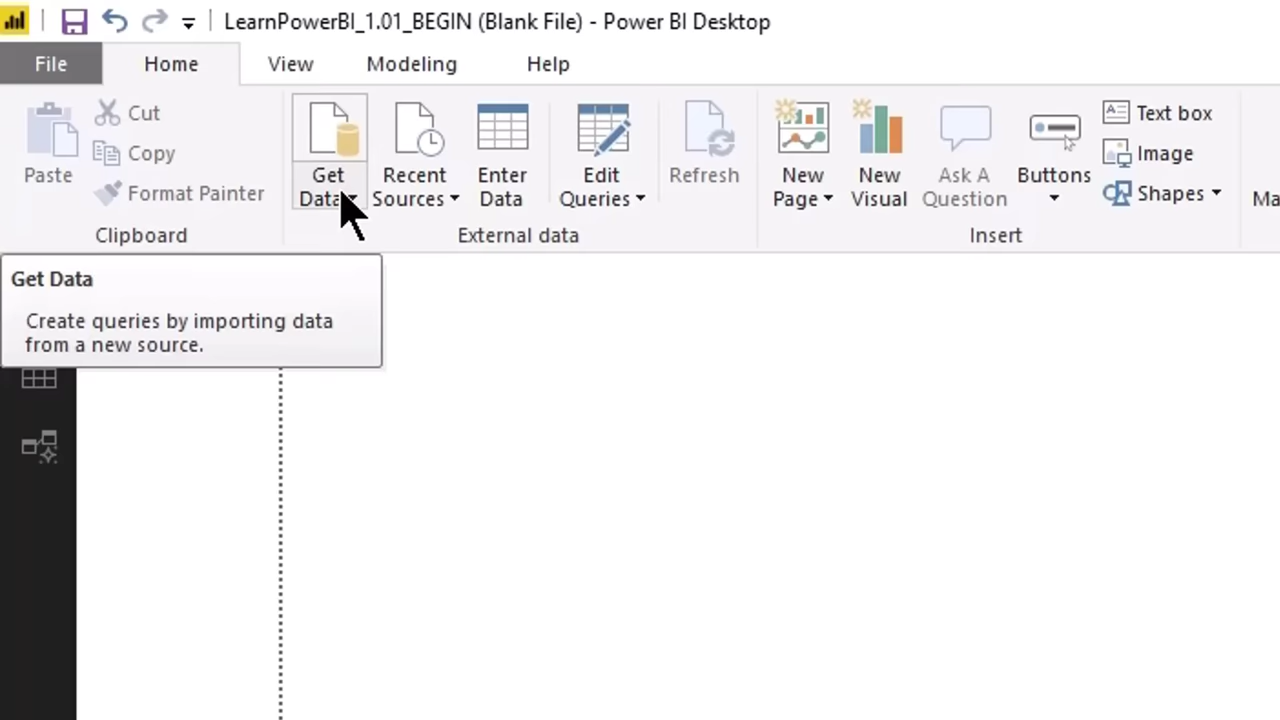 LearnPowerBI_1.01_BEGIN (Blank File) - Power BI Desktop
File Home View Modeling Help
Paste
Cut
Copy
Format Painter
Clipboard
Get
Data
Recent
Sources
Enter
Data
Edit
Queries
Refresh
External data
New
Page
New
Visual
Ask A
Question
Buttons
Text box
Image
Shapes
Insert
Get Data
Create queries by importing data
from a new source.